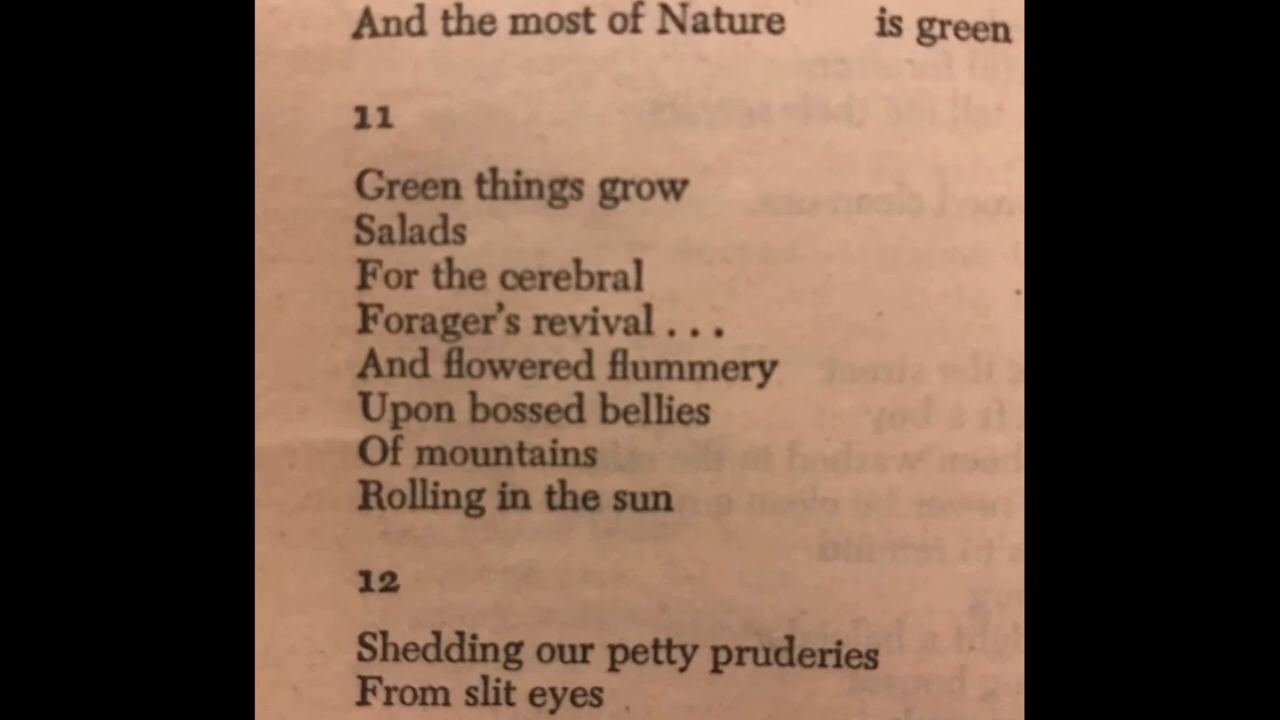 And the most of Nature is green
11
Green things grow
Salads
For the cerebral
Forager's revival . . .
And flowered flummery
Upon bossed bellies
Of mountains
Rolling in the sun
12
Shedding our petty pruderies
From slit eyes